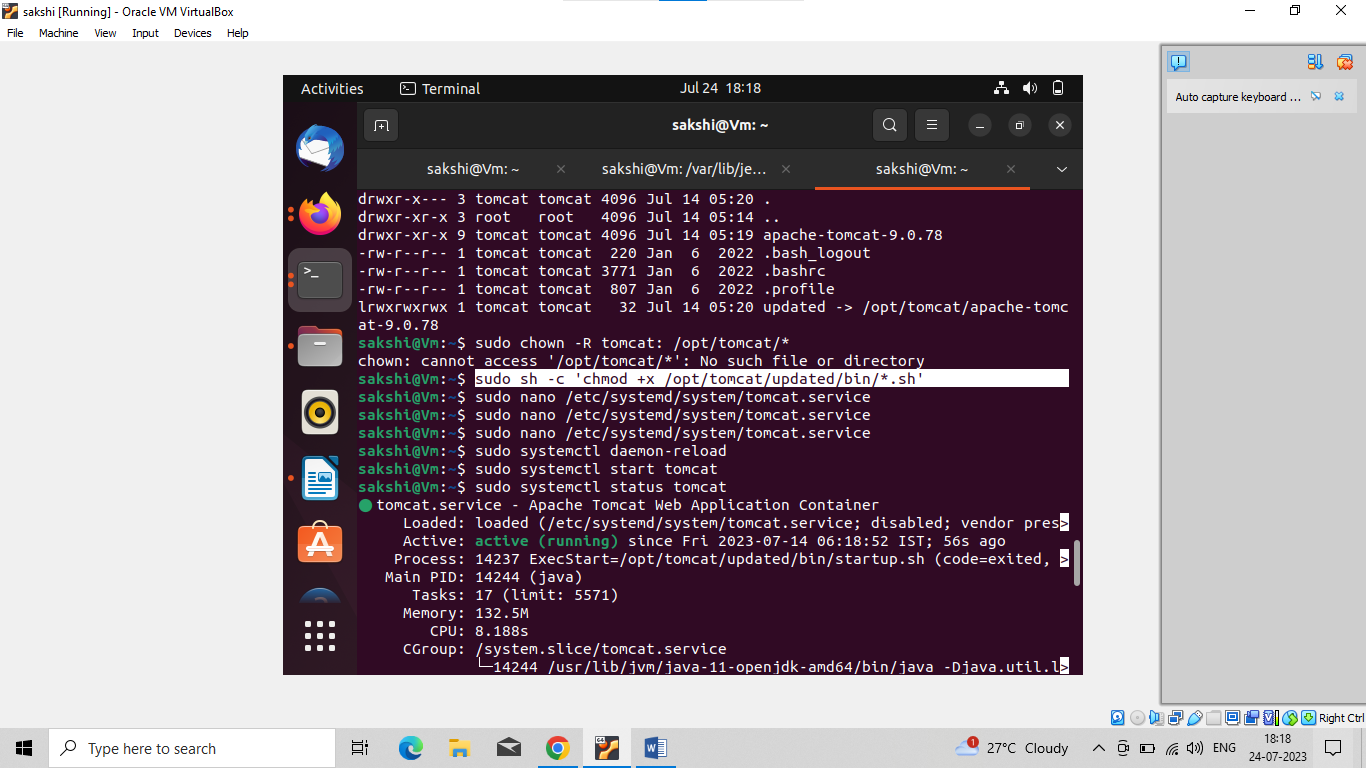 sakshi [Running] - Oracle VM VirtualBox
File Machine View Input Devices Help
Auto capture keyboard ...
Activities Terminal Jul 24 18:18
sakshi@Vm: ~
sakshi@Vm: ~ sakshi@Vm: /var/lib/je... sakshi@Vm: ~
drwxr-x--- 3 tomcat tomcat 4096 Jul 14 05:20 .
drwxr-xr-x 3 root root 4096 Jul 14 05:14 ..
drwxr-xr-x 9 tomcat tomcat 4096 Jul 14 05:19 apache-tomcat-9.0.78
-rw-r--r-- 1 tomcat tomcat 220 Jan 6 2022 .bash_logout
-rw-r--r-- 1 tomcat tomcat 3771 Jan 6 2022 .bashrc
-rw-r--r-- 1 tomcat tomcat 807 Jan 6 2022 .profile
lrwxrwxrwx 1 tomcat tomcat 32 Jul 14 05:20 updated -> /opt/tomcat/apache-tomc
at-9.0.78
sakshi@Vm:~$ sudo chown -R tomcat: /opt/tomcat/*
chown: cannot access '/opt/tomcat/*': No such file or directory
sakshi@Vm:~$ sudo sh -c 'chmod +x /opt/tomcat/updated/bin/*.sh'
sakshi@Vm:~$ sudo nano /etc/systemd/system/tomcat.service
sakshi@Vm:~$ sudo nano /etc/systemd/system/tomcat.service
sakshi@Vm:~$ sudo nano /etc/systemd/system/tomcat.service
sakshi@Vm:~$ sudo systemctl daemon-reload
sakshi@Vm:~$ sudo systemctl start tomcat
sakshi@Vm:~$ sudo systemctl status tomcat
● tomcat.service - Apache Tomcat Web Application Container
Loaded: loaded (/etc/systemd/system/tomcat.service; disabled; vendor pres>
Active: active (running) since Fri 2023-07-14 06:18:52 IST; 56s ago
Process: 14237 ExecStart=/opt/tomcat/updated/bin/startup.sh (code=exited, >
Main PID: 14244 (java)
Tasks: 17 (limit: 5571)
Memory: 132.5M
CPU: 8.188s
CGroup: /system.slice/tomcat.service
└─14244 /usr/lib/jvm/java-11-openjdk-amd64/bin/java -Djava.util.l>
Right Ctrl
Type here to search
1
27°C Cloudy
ENG
18:18
24-07-2023